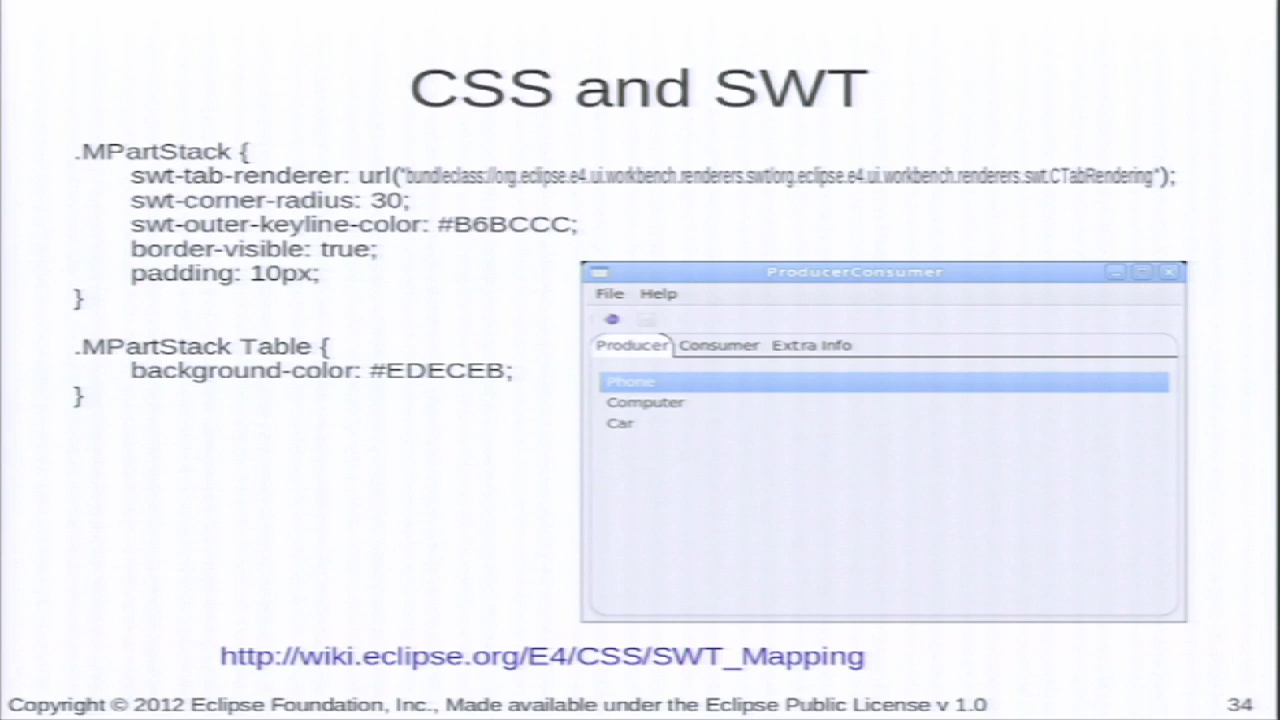 CSS and SWT
.MPartStack {
swt-tab-renderer: url("bundleclass://org.eclipse.e4.ui.workbench.renderers.swt/org.eclipse.e4.ui.workbench.renderers.swt.CTabRendering");
swt-corner-radius: 30;
swt-outer-keyline-color: #B6BCCC;
border-visible: true;
padding: 10px;
}
.MPartStack Table {
background-color: #EDECEB;
}
ProducerConsumer
File Help
Producer Consumer Extra Info
Phone
Computer
Car
http://wiki.eclipse.org/E4/CSS/SWT_Mapping
Copyright © 2012 Eclipse Foundation, Inc., Made available under the Eclipse Public License v 1.0 34